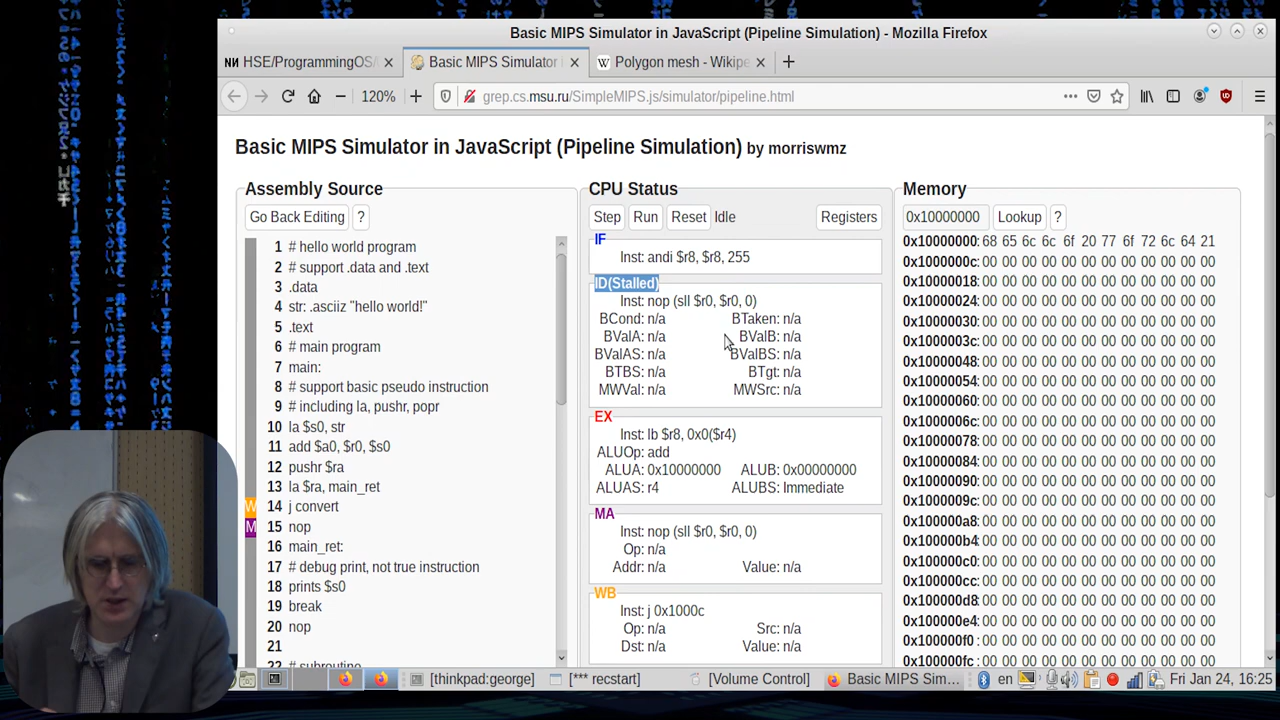 Basic MIPS Simulator in JavaScript (Pipeline Simulation) - Mozilla Firefox
HSE/ProgrammingOS/
Basic MIPS Simulator
Polygon mesh - Wikipe
120%
grep.cs.msu.ru/SimpleMIPS.js/simulator/pipeline.html
Basic MIPS Simulator in JavaScript (Pipeline Simulation) by morriswmz
Assembly Source
Go Back Editing ?
1 # hello world program
2 # support .data and .text
3 .data
4 str: .asciiz "hello world!"
5 .text
6 # main program
7 main:
8 # support basic pseudo instruction
9 # including la, pushr, popr
10 la $s0, str
11 add $a0, $r0, $s0
12 pushr $ra
13 la $ra, main_ret
W 14 j convert
M 15 nop
16 main_ret:
17 # debug print, not true instruction
18 prints $s0
19 break
20 nop
21
22 # subroutine
CPU Status
Step Run Reset Idle Registers
IF
Inst: andi $r8, $r8, 255
ID(Stalled)
Inst: nop (sll $r0, $r0, 0)
BCond: n/a BTaken: n/a
BValA: n/a BValB: n/a
BValAS: n/a BValBS: n/a
BTBS: n/a BTgt: n/a
MWVal: n/a MWSrc: n/a
EX
Inst: lb $r8, 0x0($r4)
ALUOp: add
ALUA: 0x10000000 ALUB: 0x00000000
ALUAS: r4 ALUBS: Immediate
MA
Inst: nop (sll $r0, $r0, 0)
Op: n/a
Addr: n/a Value: n/a
WB
Inst: j 0x1000c
Op: n/a Src: n/a
Dst: n/a Value: n/a
Memory
0x10000000 Lookup ?
0x10000000: 68 65 6c 6c 6f 20 77 6f 72 6c 64 21
0x1000000c: 00 00 00 00 00 00 00 00 00 00 00 00
0x10000018: 00 00 00 00 00 00 00 00 00 00 00 00
0x10000024: 00 00 00 00 00 00 00 00 00 00 00 00
0x10000030: 00 00 00 00 00 00 00 00 00 00 00 00
0x1000003c: 00 00 00 00 00 00 00 00 00 00 00 00
0x10000048: 00 00 00 00 00 00 00 00 00 00 00 00
0x10000054: 00 00 00 00 00 00 00 00 00 00 00 00
0x10000060: 00 00 00 00 00 00 00 00 00 00 00 00
0x1000006c: 00 00 00 00 00 00 00 00 00 00 00 00
0x10000078: 00 00 00 00 00 00 00 00 00 00 00 00
0x10000084: 00 00 00 00 00 00 00 00 00 00 00 00
0x10000090: 00 00 00 00 00 00 00 00 00 00 00 00
0x1000009c: 00 00 00 00 00 00 00 00 00 00 00 00
0x100000a8: 00 00 00 00 00 00 00 00 00 00 00 00
0x100000b4: 00 00 00 00 00 00 00 00 00 00 00 00
0x100000c0: 00 00 00 00 00 00 00 00 00 00 00 00
0x100000cc: 00 00 00 00 00 00 00 00 00 00 00 00
0x100000d8: 00 00 00 00 00 00 00 00 00 00 00 00
0x100000e4: 00 00 00 00 00 00 00 00 00 00 00 00
0x100000f0: 00 00 00 00 00 00 00 00 00 00 00 00
0x100000fc: 00 00 00 00 00 00 00 00 00 00 00 00
[thinkpad:george] [*** recstart] [Volume Control] Basic MIPS Sim... en Fri Jan 24, 16:25